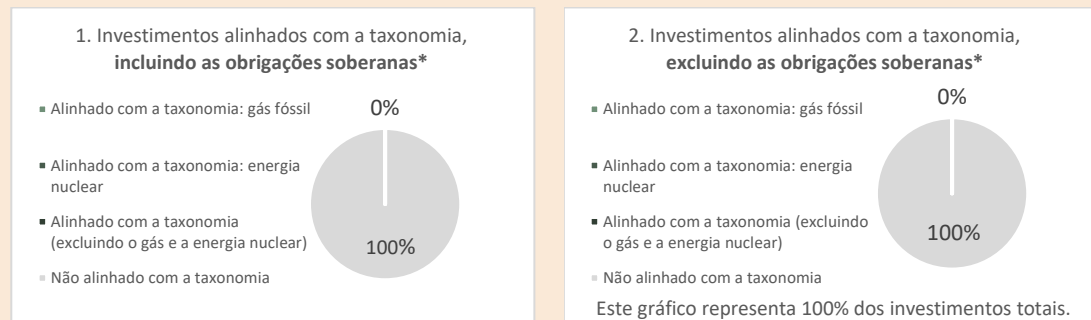 1. Investimentos alinhados com a taxonomia,
incluindo as obrigações soberanas*
Alinhado com a taxonomia: gás fóssil
Alinhado com a taxonomia: energia
nuclear
Alinhado com a taxonomia
(excluindo o gás e a energia nuclear)
Não alinhado com a taxonomia
0%
100%
2. Investimentos alinhados com a taxonomia,
excluindo as obrigações soberanas*
Alinhado com a taxonomia: gás fóssil
Alinhado com a taxonomia: energia
nuclear
Alinhado com a taxonomia (excluindo
o gás e a energia nuclear)
Não alinhado com a taxonomia
0%
100%
Este gráfico representa 100% dos investimentos totais.